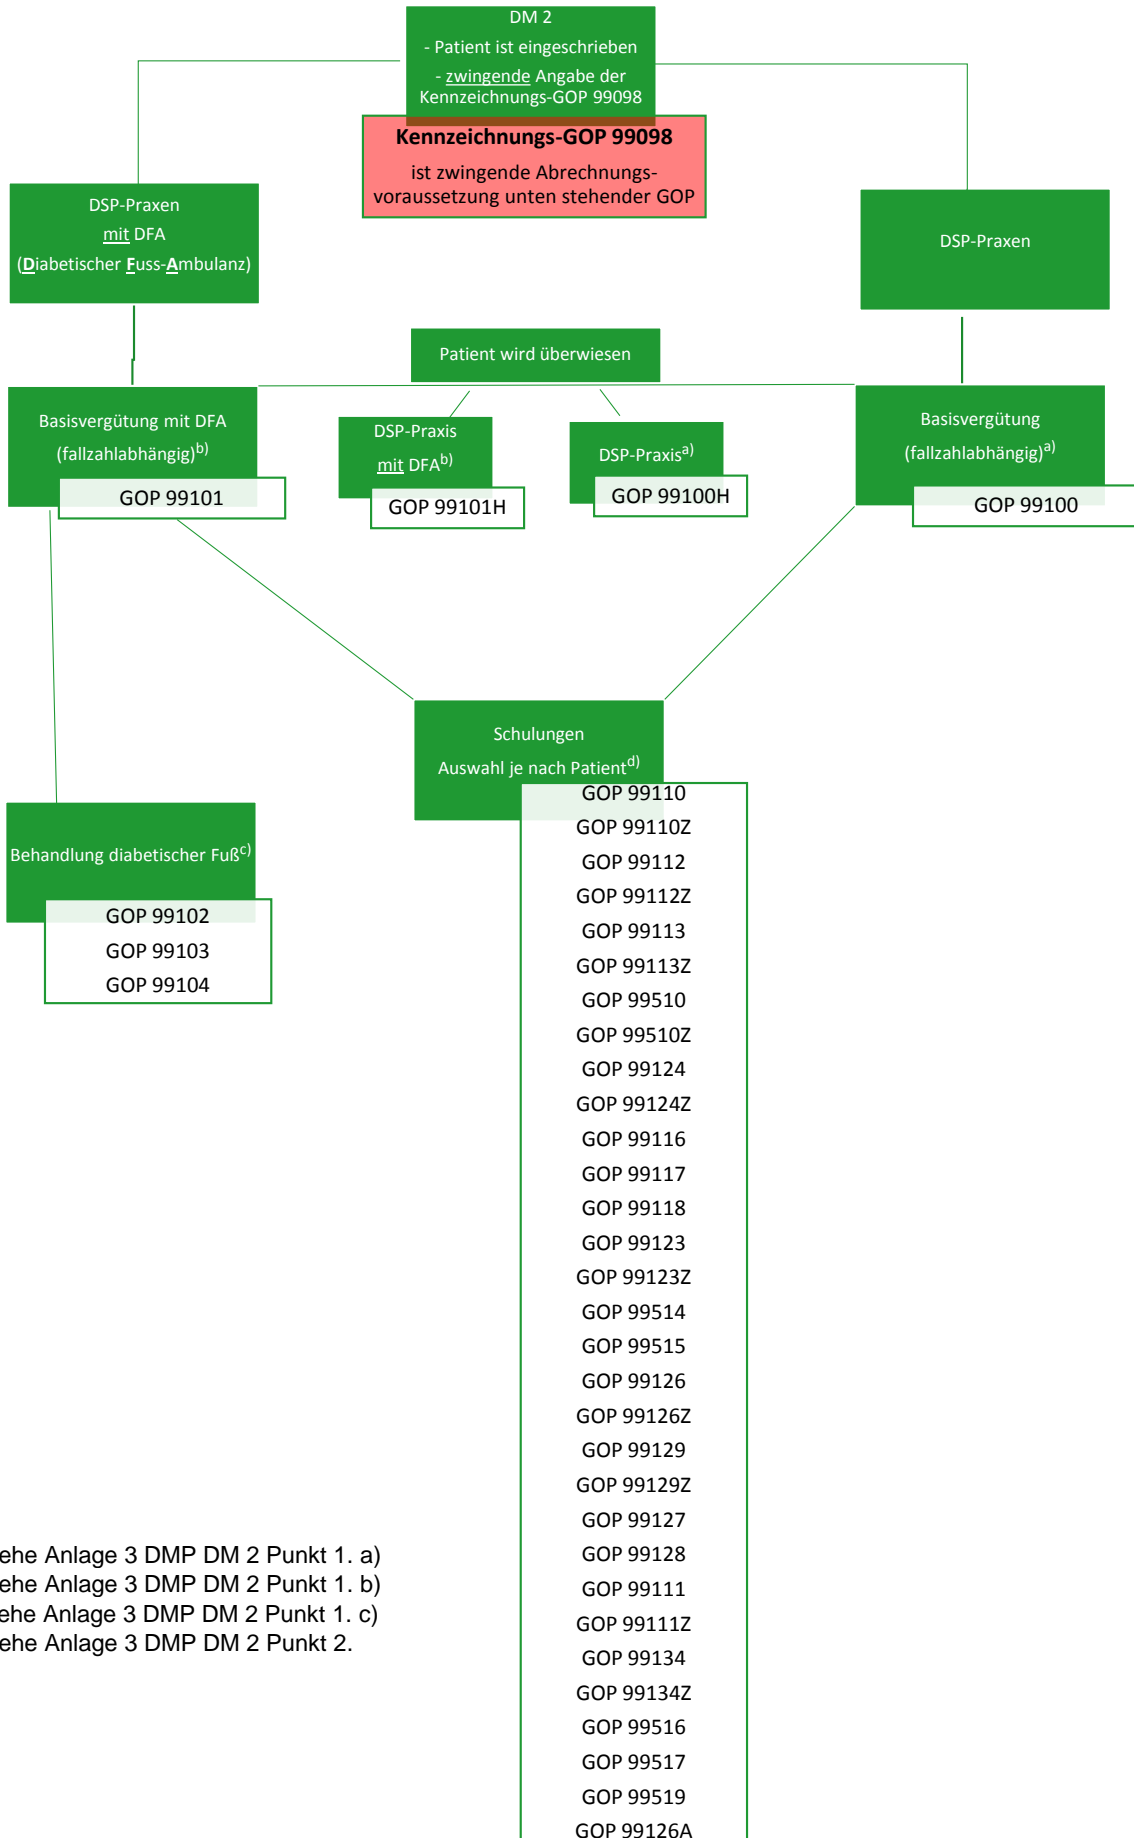 DM 2
- Patient ist eingeschrieben
- zwingende Angabe der
Kennzeichnungs-GOP 99098
Kennzeichnungs-GOP 99098
ist zwingende Abrechnungs-
voraussetzung unten stehender GOP
DSP-Praxen
mit DFA
(Diabetischer Fuss-Ambulanz)
DSP-Praxen
Patient wird überwiesen
Basisvergütung mit DFA
(fallzahlabhängig)b)
GOP 99101
DSP-Praxis
mit DFAb)
GOP 99101H
DSP-Praxisa)
GOP 99100H
Basisvergütung
(fallzahlabhängig)a)
GOP 99100
Schulungen
Auswahl je nach Patientd)
Behandlung diabetischer Fußc)
GOP 99102
GOP 99103
GOP 99104
GOP 99110
GOP 99110Z
GOP 99112
GOP 99112Z
GOP 99113
GOP 99113Z
GOP 99510
GOP 99510Z
GOP 99124
GOP 99124Z
GOP 99116
GOP 99117
GOP 99118
GOP 99123
GOP 99123Z
GOP 99514
GOP 99515
GOP 99126
GOP 99126Z
GOP 99129
GOP 99129Z
GOP 99127
GOP 99128
GOP 99111
GOP 99111Z
GOP 99134
GOP 99134Z
GOP 99516
GOP 99517
GOP 99519
GOP 99126A
ehe Anlage 3 DMP DM 2 Punkt 1. a)
ehe Anlage 3 DMP DM 2 Punkt 1. b)
ehe Anlage 3 DMP DM 2 Punkt 1. c)
ehe Anlage 3 DMP DM 2 Punkt 2.